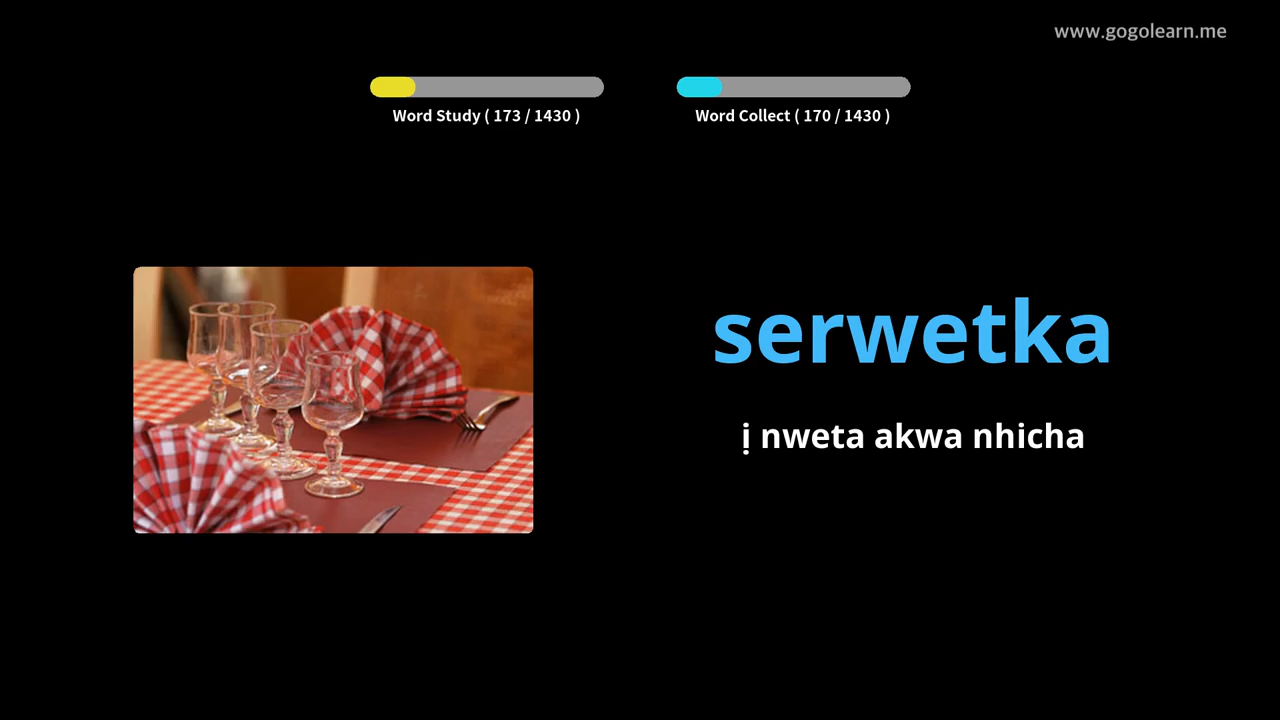 www.gogolearn.me
Word Study ( 173 / 1430 )
Word Collect ( 170 / 1430 )
serwetka
ị nweta akwa nhicha